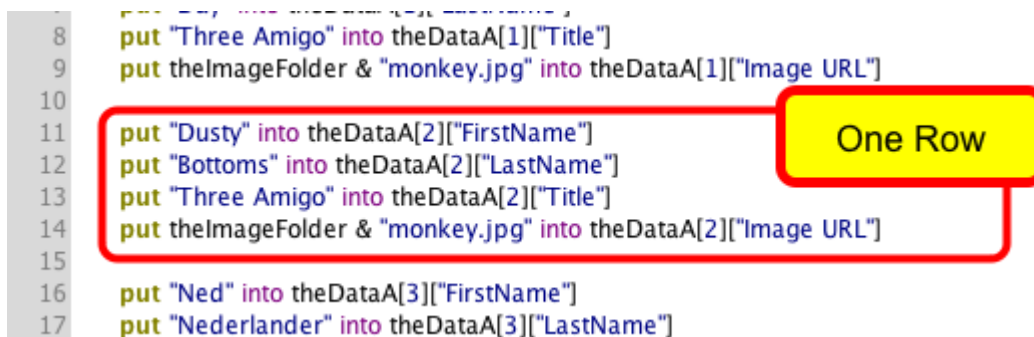 8 put "Three Amigo" into theDataA[1]["Title"]
9 put theImageFolder & "monkey.jpg" into theDataA[1]["Image URL"]
10
11 put "Dusty" into theDataA[2]["FirstName"]
One Row
12 put "Bottoms" into theDataA[2]["LastName"]
13 put "Three Amigo" into theDataA[2]["Title"]
14 put theImageFolder & "monkey.jpg" into theDataA[2]["Image URL"]
15
16 put "Ned" into theDataA[3]["FirstName"]
17 put "Nederlander" into theDataA[3]["LastName"]